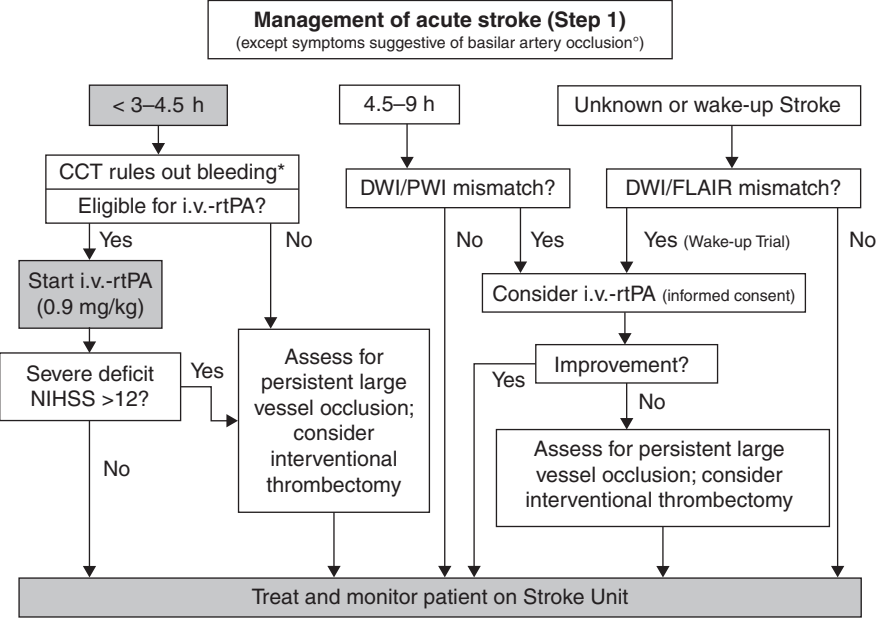 Management of acute stroke (Step 1)
(except symptoms suggestive of basilar artery occlusion°)
< 3–4.5 h
4.5–9 h
Unknown or wake-up Stroke
CCT rules out bleeding*
Eligible for i.v.-rtPA?
DWI/PWI mismatch?
DWI/FLAIR mismatch?
Yes
No
No
Yes
Yes (Wake-up Trial)
No
Start i.v.-rtPA
(0.9 mg/kg)
Consider i.v.-rtPA (informed consent)
Severe deficit
NIHSS >12?
Yes
No
Assess for
persistent large
vessel occlusion;
consider
interventional
thrombectomy
Improvement?
Yes
No
Assess for persistent large
vessel occlusion; consider
interventional thrombectomy
Treat and monitor patient on Stroke Unit